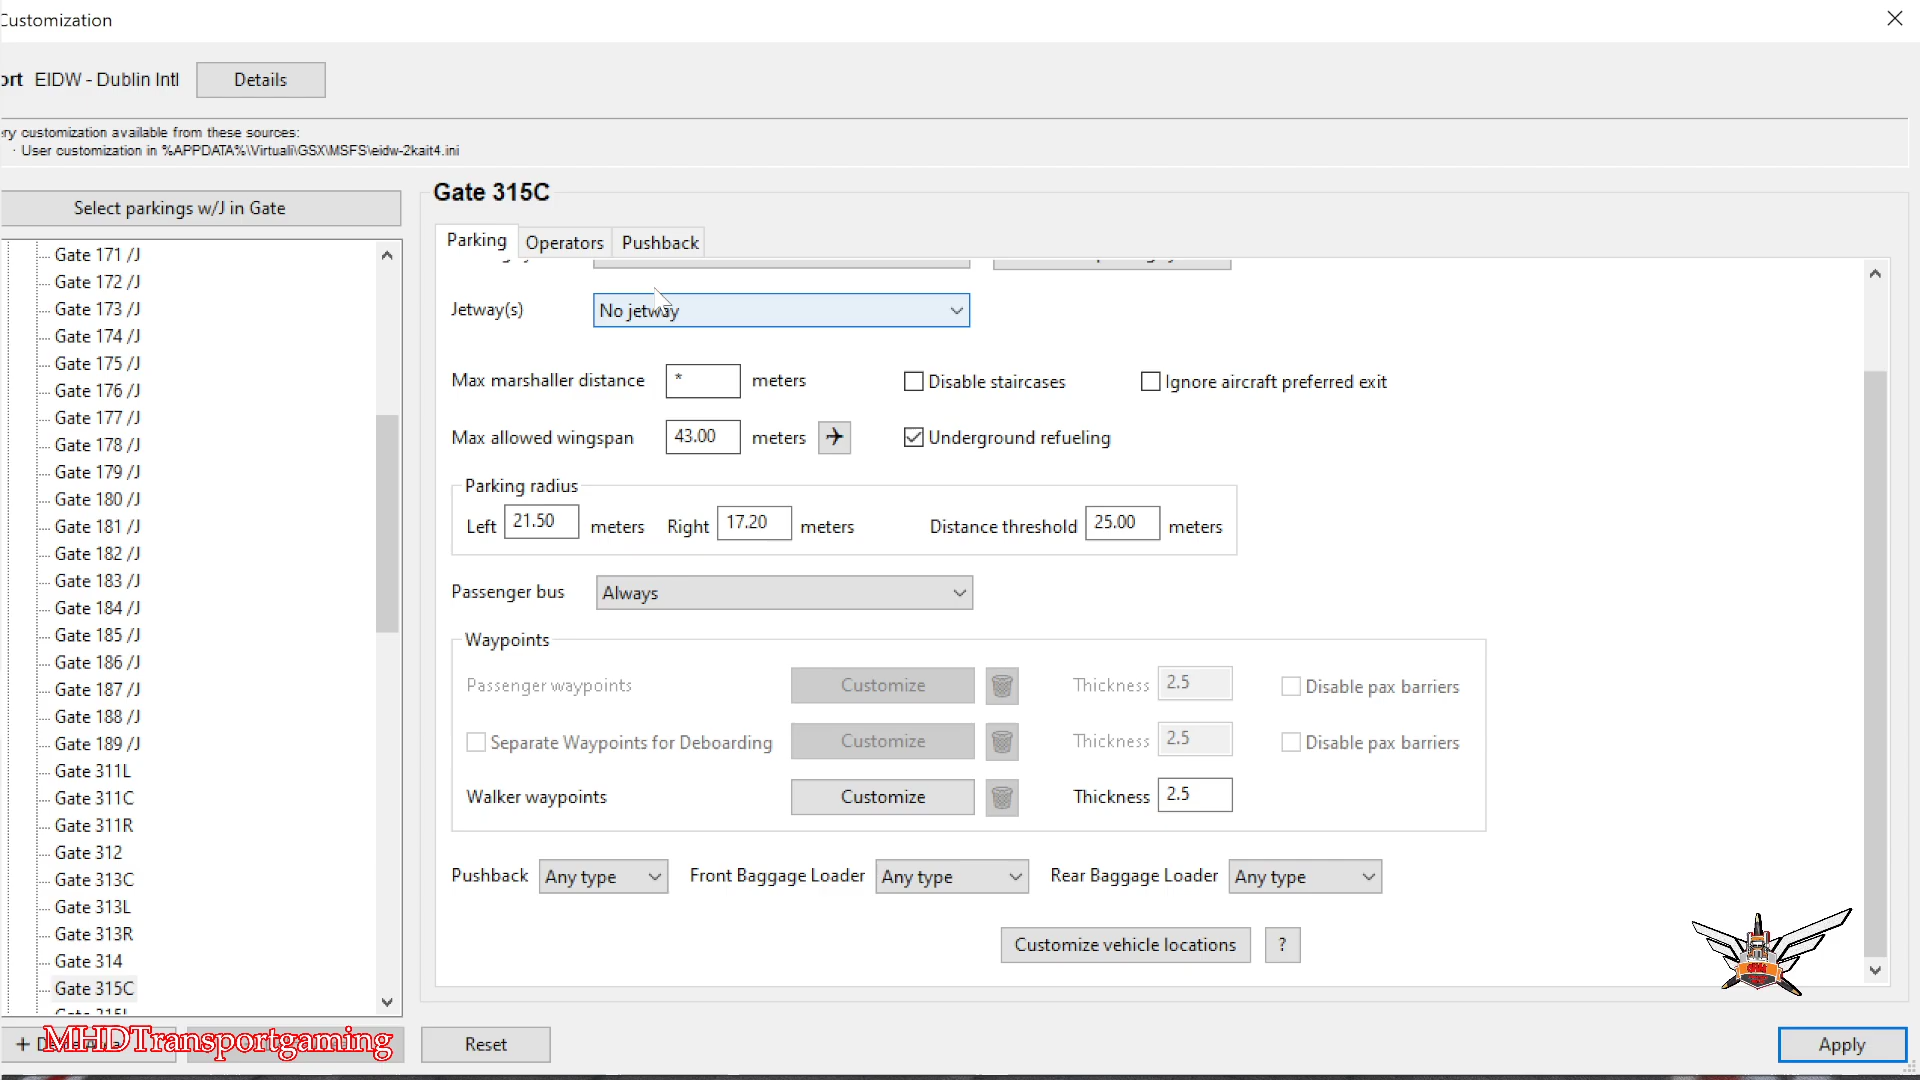 Customization
ort EIDW - Dublin Intl Details
ery customization available from these sources:
· User customization in %APPDATA%\Virtuali\GSX\MSFS\eidw-2kait4.ini
Select parkings w/J in Gate
Gate 171 /J
Gate 172 /J
Gate 173 /J
Gate 174 /J
Gate 175 /J
Gate 176 /J
Gate 177 /J
Gate 178 /J
Gate 179 /J
Gate 180 /J
Gate 181 /J
Gate 182 /J
Gate 183 /J
Gate 184 /J
Gate 185 /J
Gate 186 /J
Gate 187 /J
Gate 188 /J
Gate 189 /J
Gate 311L
Gate 311C
Gate 311R
Gate 312
Gate 313C
Gate 313L
Gate 313R
Gate 314
Gate 315C
Gate 315C
Parking Operators Pushback
Jetway(s) No jetway
Max marshaller distance * meters Disable staircases Ignore aircraft preferred exit
Max allowed wingspan 43.00 meters Underground refueling
Parking radius
Left 21.50 meters Right 17.20 meters Distance threshold 25.00 meters
Passenger bus Always
Waypoints
Passenger waypoints Customize Thickness 2.5 Disable pax barriers
Separate Waypoints for Deboarding Customize Thickness 2.5 Disable pax barriers
Walker waypoints Customize Thickness 2.5
Pushback Any type Front Baggage Loader Any type Rear Baggage Loader Any type
Customize vehicle locations ?
MHDTransportgaming
Reset Apply